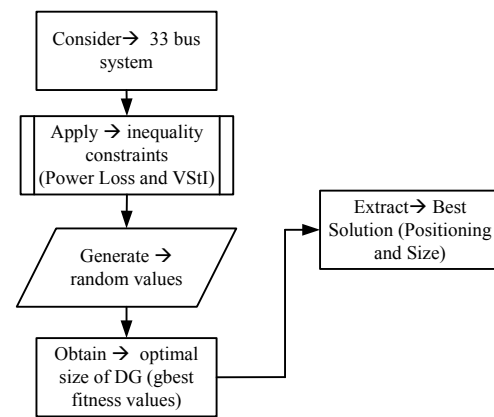 Consider→ 33 bus
system
Apply → inequality
constraints
(Power Loss and VStI)
Generate →
random values
Obtain → optimal
size of DG (gbest
fitness values)
Extract→ Best
Solution (Positioning
and Size)